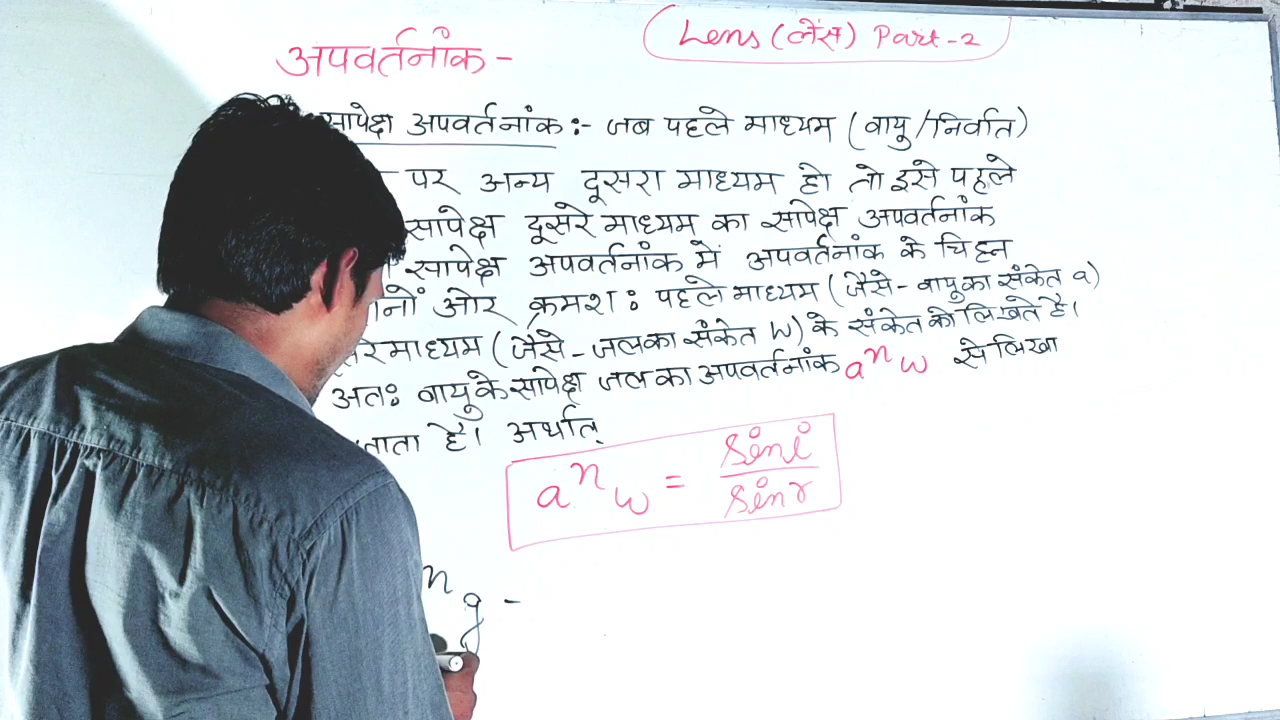 Lens (लेंस) Part-2
अपवर्तनांक -
सापेक्ष अपवर्तनांक :- जब पहले माध्यम (वायु/निर्वात)
पर अन्य दूसरा माध्यम हो तो इसे पहले
सापेक्ष दूसरे माध्यम का सापेक्ष अपवर्तनांक
सापेक्ष अपवर्तनांक में अपवर्तनांक के चिह्न
नों ओर क्रमश: पहले माध्यम (जैसे - वायु का संकेत a)
रे माध्यम (जैसे - जल का संकेत w) के संकेत को लिखते है।
अतः वायु के सापेक्ष जल का अपवर्तनांक anw से लिखा
जाता है। अर्थात्
anw = sini/sinr
n g -